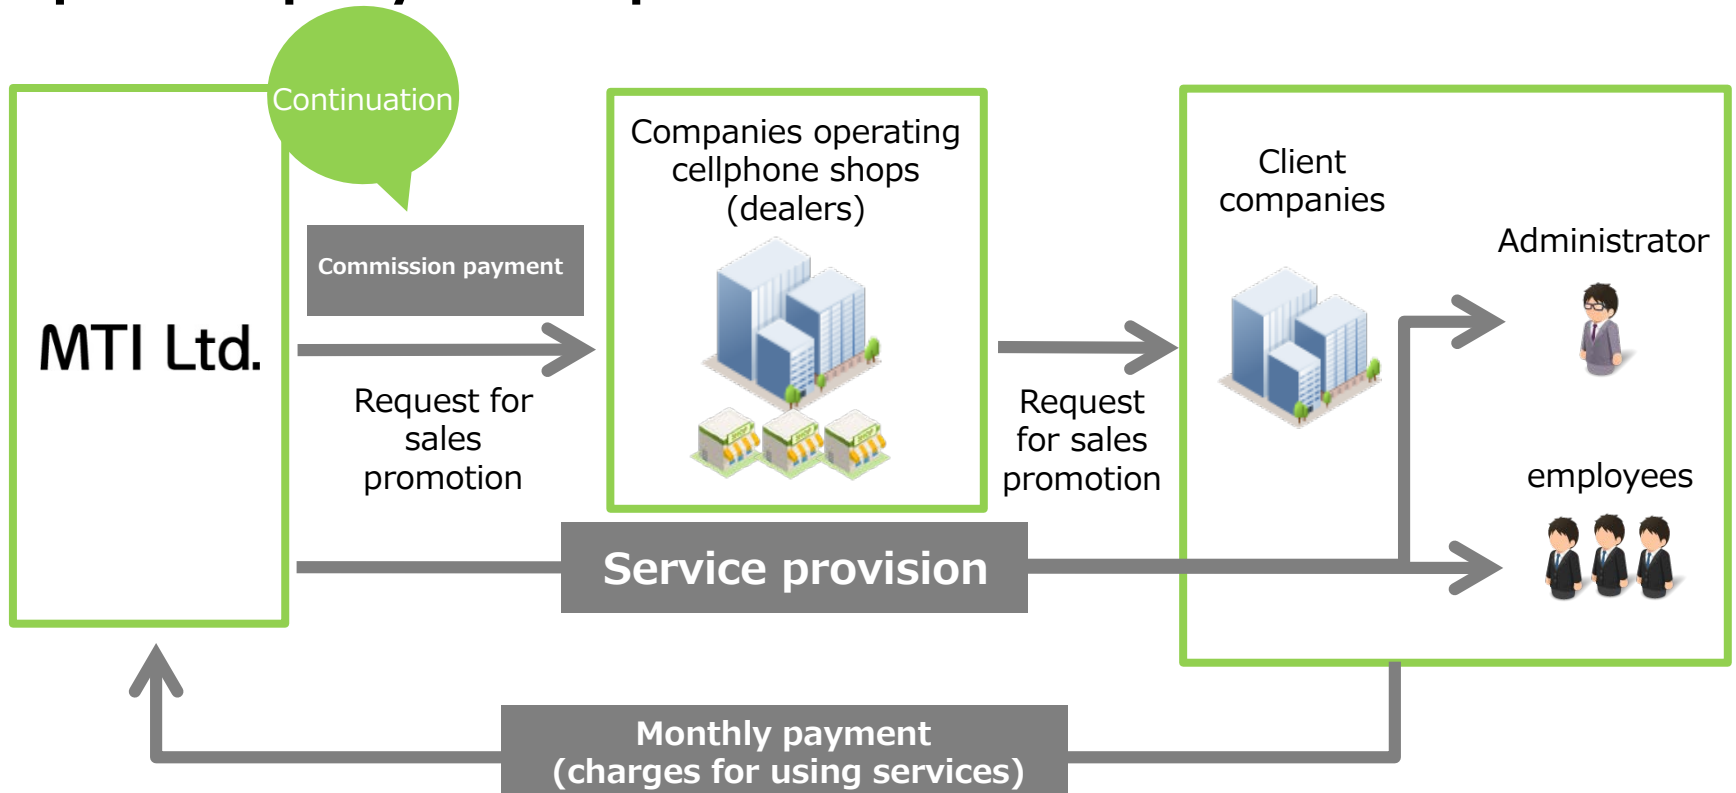 Continuation
Commission payment
MTI Ltd.
Request for
sales
promotion
Companies operating
cellphone shops
(dealers)
Request
for sales
promotion
Client
companies
Administrator
employees
Service provision
Monthly payment
(charges for using services)